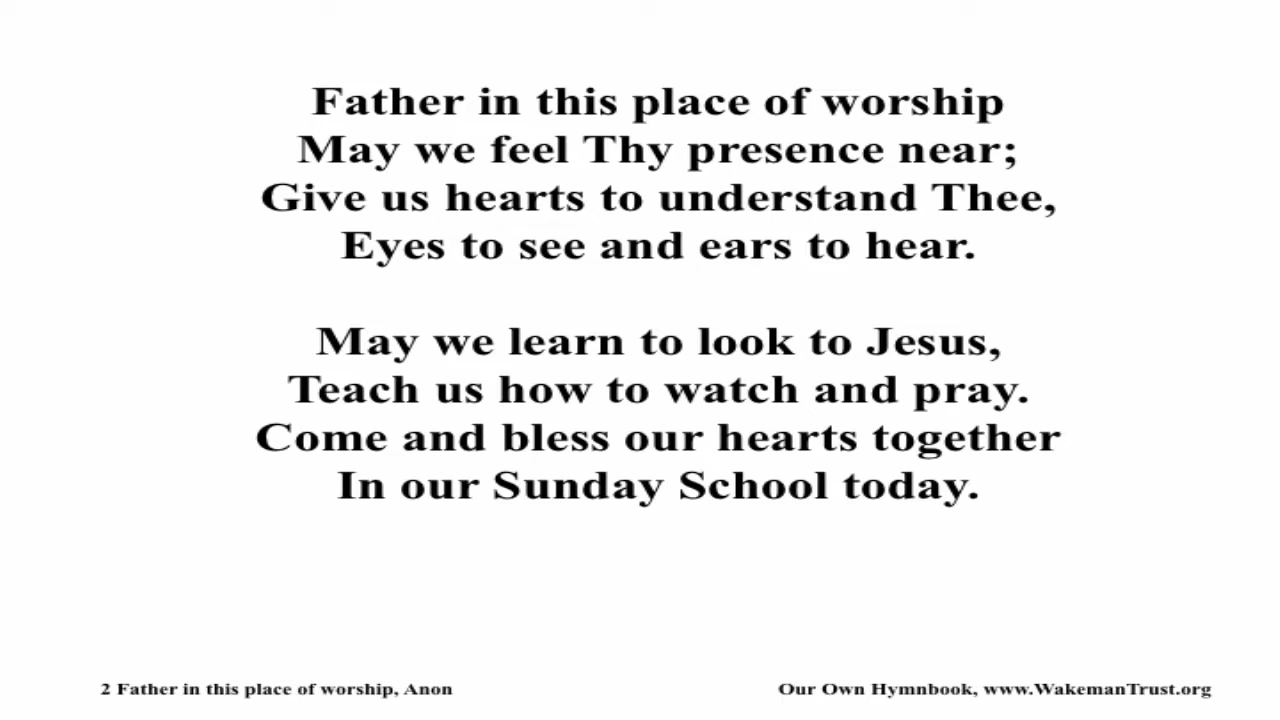 Father in this place of worship
May we feel Thy presence near;
Give us hearts to understand Thee,
Eyes to see and ears to hear.
May we learn to look to Jesus,
Teach us how to watch and pray.
Come and bless our hearts together
In our Sunday School today.
2 Father in this place of worship, Anon
Our Own Hymnbook, www.WakemanTrust.org